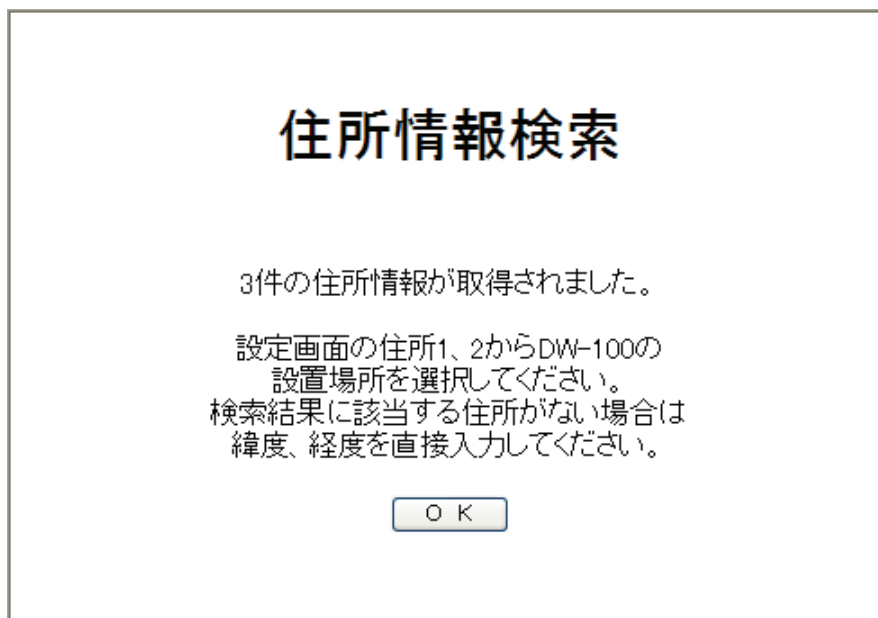 住所情報検索
3件の住所情報が取得されました。
設定画面の住所1、2からDW-100の
設置場所を選択してください。
検索結果に該当する住所がない場合は
緯度、経度を直接入力してください。
ＯＫ